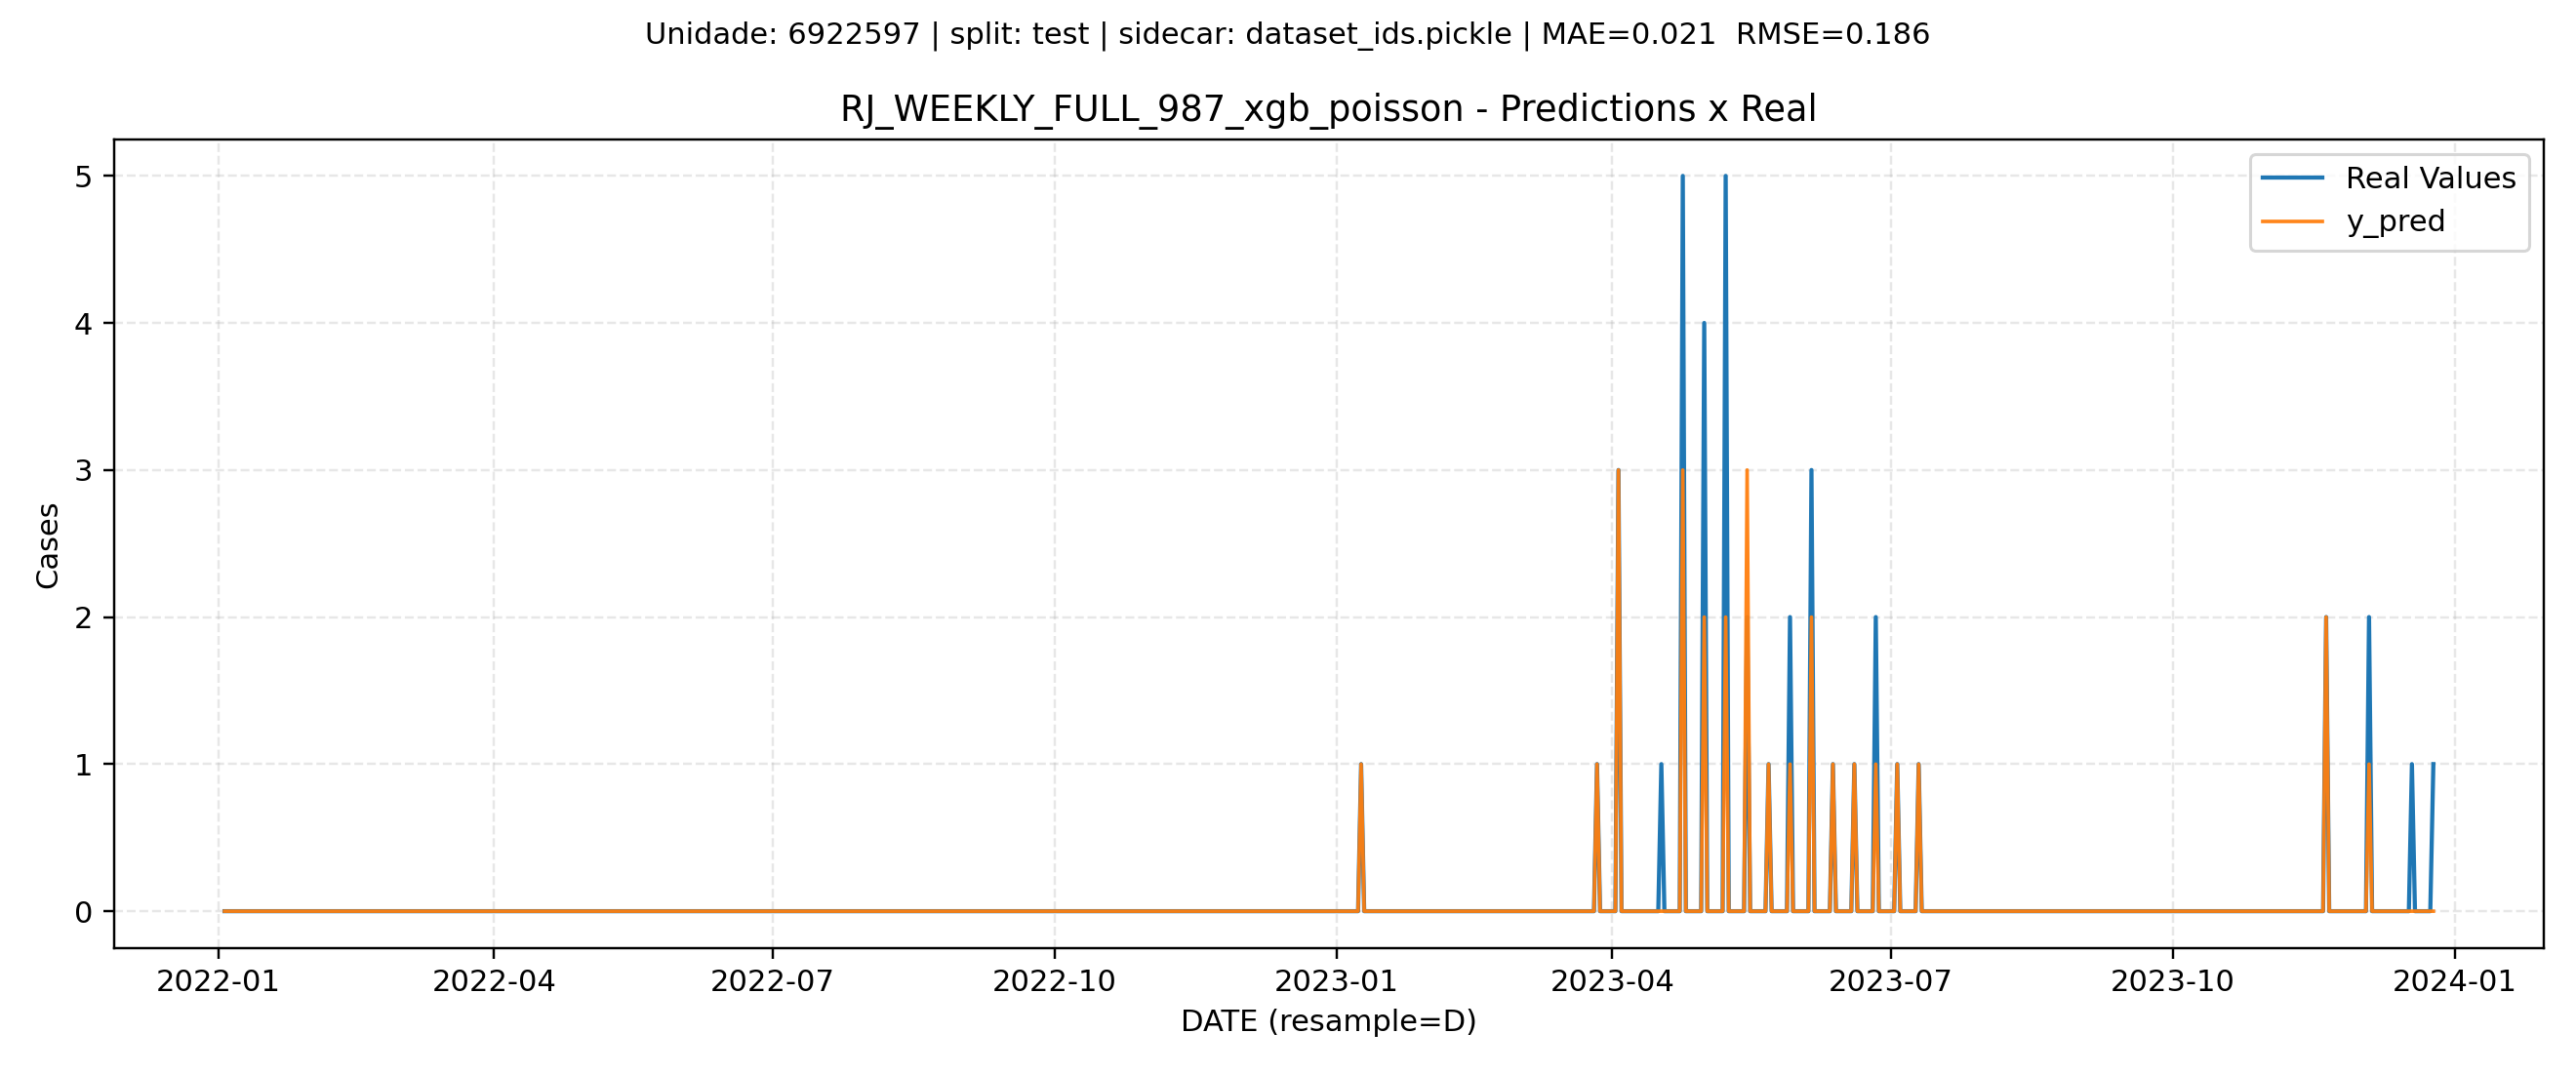 Unidade: 6922597 | split: test | sidecar: dataset_ids.pickle | MAE=0.021  RMSE=0.186
RJ_WEEKLY_FULL_987_xgb_poisson - Predictions x Real
Real Values
y_pred
5
4
3
2
1
0
Cases
2022-01 2022-04 2022-07 2022-10 2023-01 2023-04 2023-07 2023-10 2024-01
DATE (resample=D)